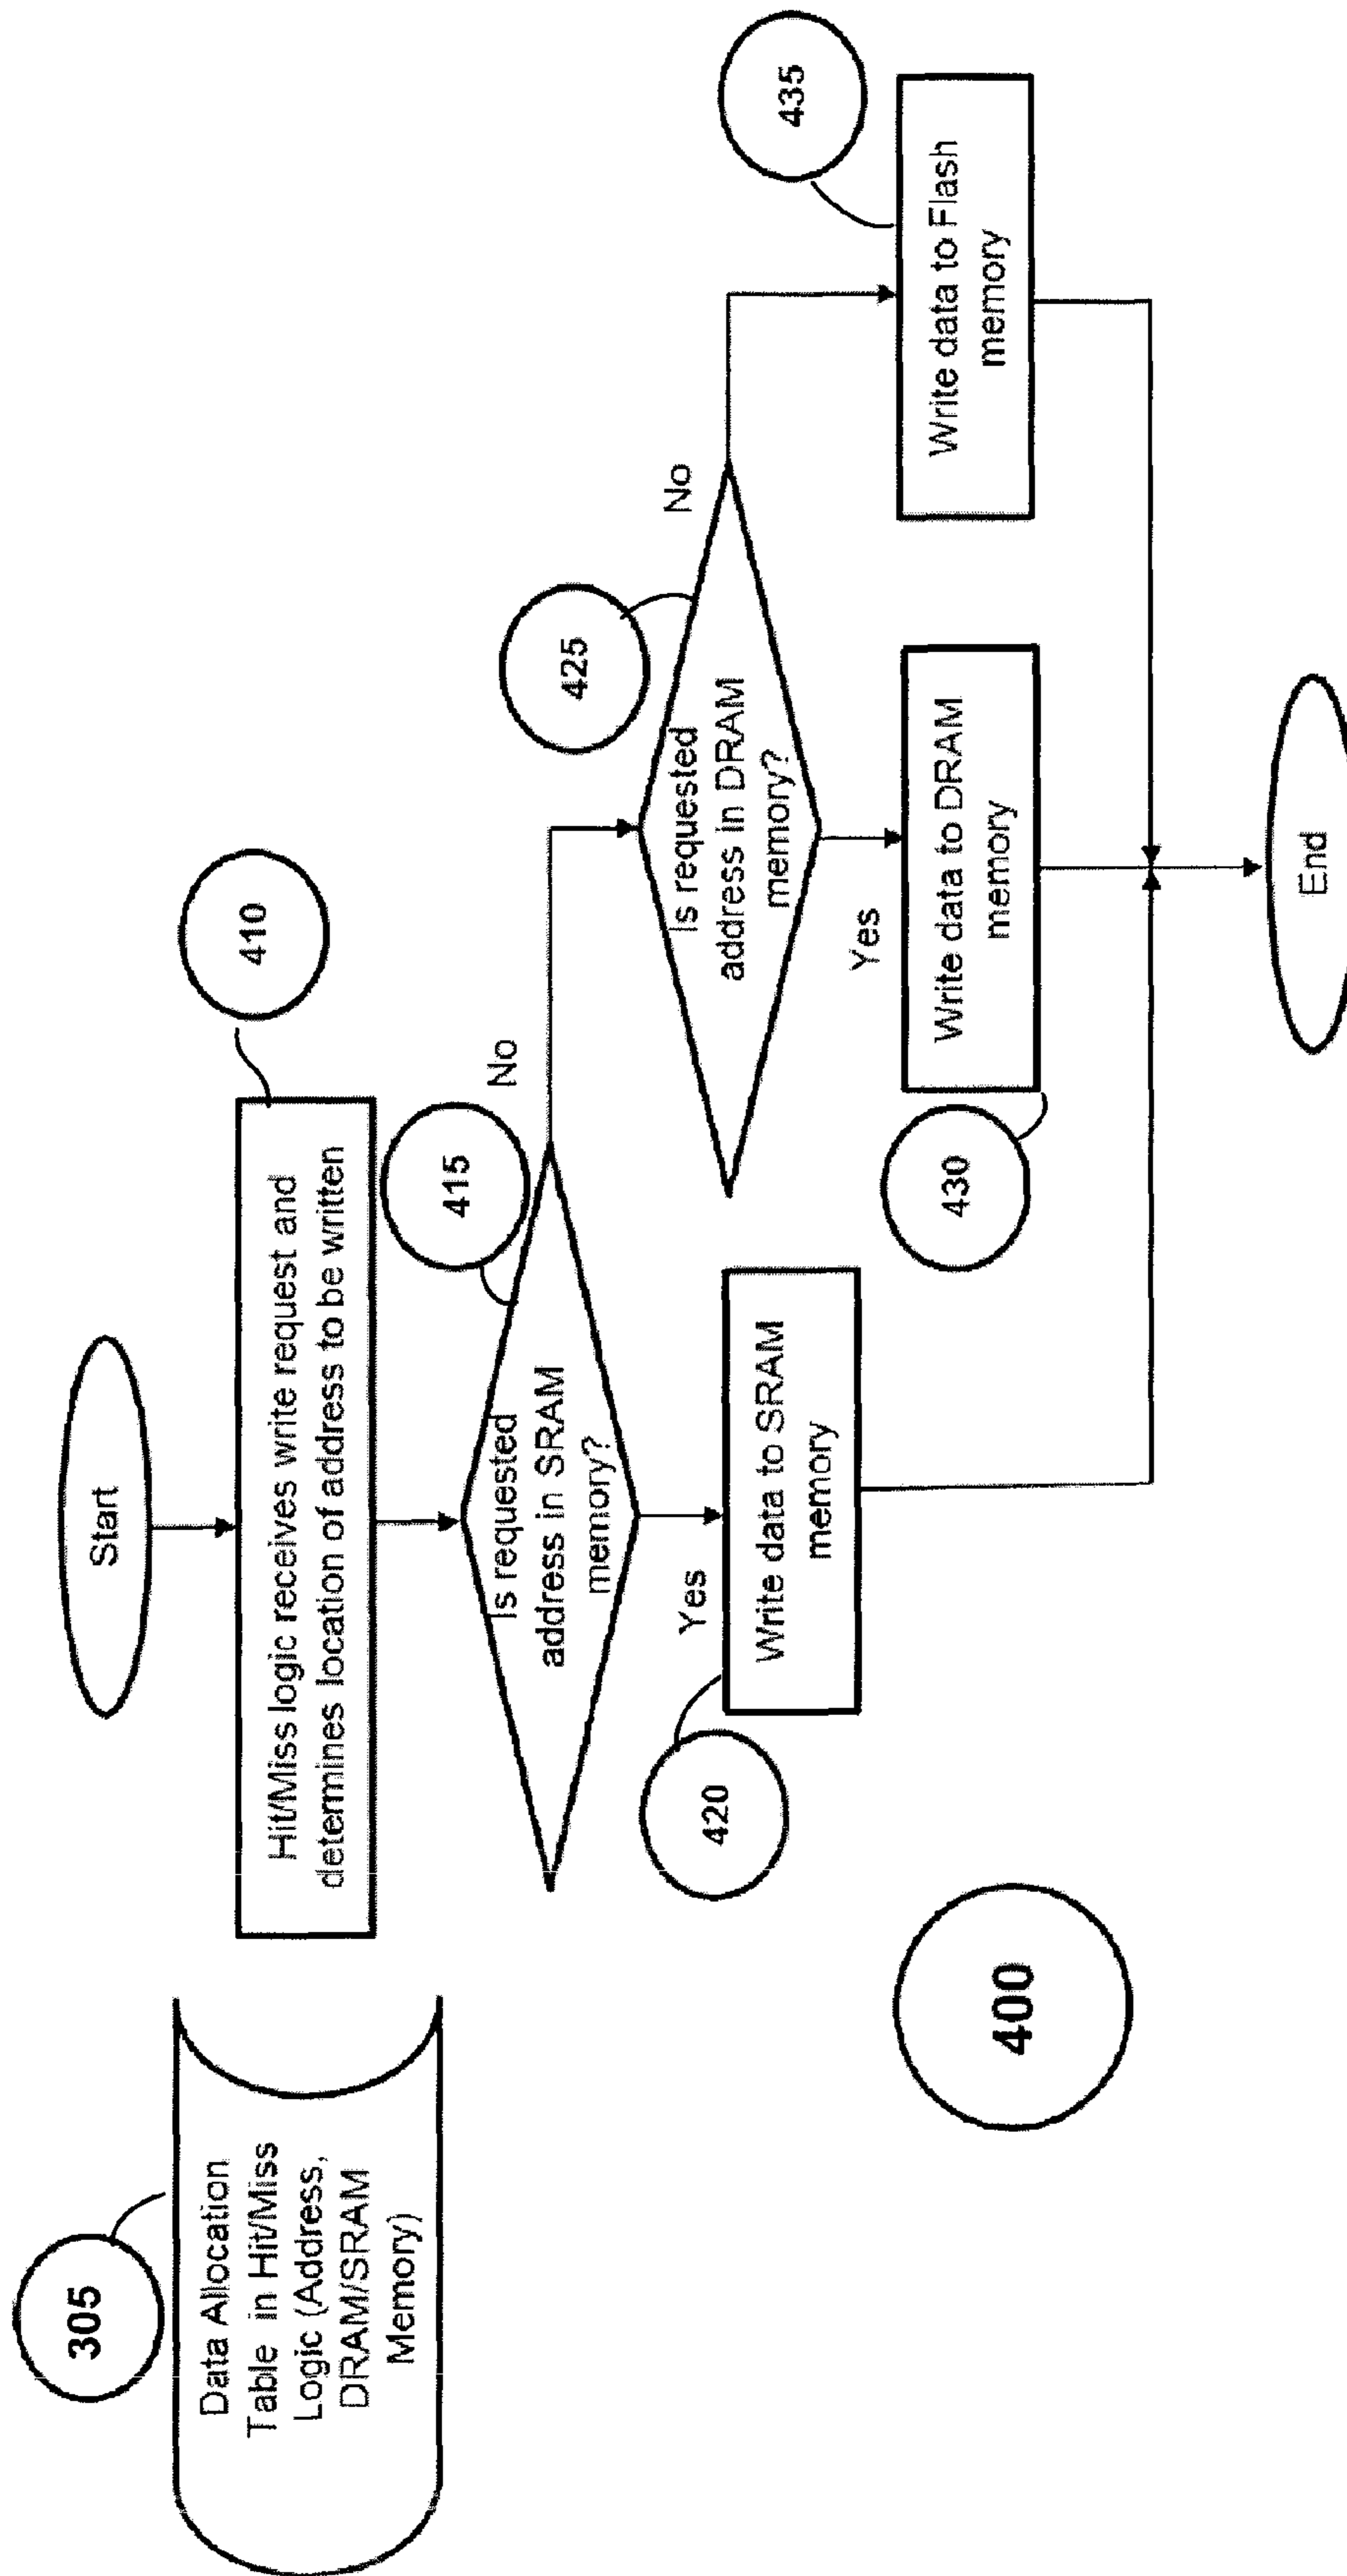 305
Data Allocation
Table in Hit/Miss
Logic (Address,
DRAM/SRAM
Memory)
Start
410
Hit/Miss logic receives write request and
determines location of address to be written
415
Is requested
address in SRAM
memory?
No
Yes
420
Write data to SRAM
memory
425
Is requested
address in DRAM
memory?
No
Yes
430
Write data to DRAM
memory
435
Write data to Flash
memory
End
400